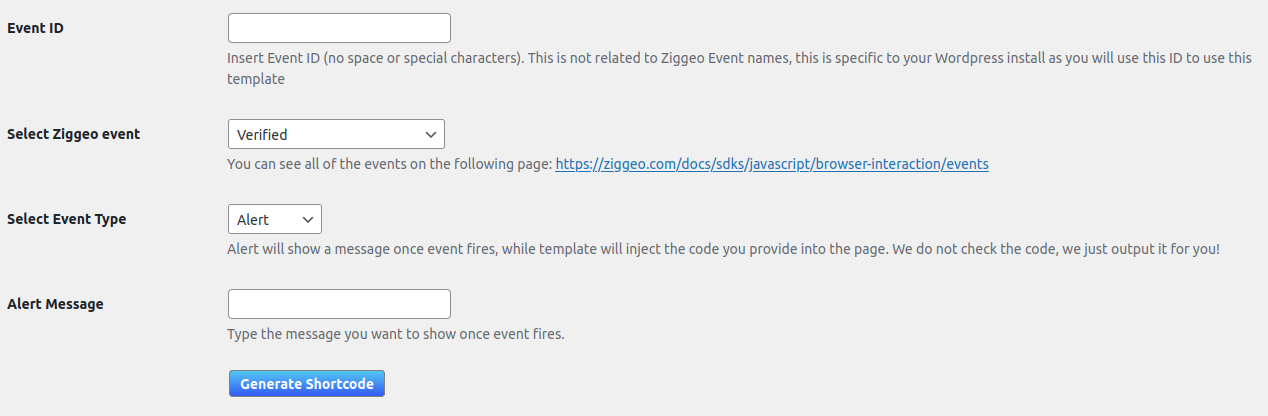 Event ID
Insert Event ID (no space or special characters). This is not related to Ziggeo Event names, this is specific to your Wordpress install as you will use this ID to use this
template
Select Ziggeo event
Verified
You can see all of the events on the following page: https://ziggeo.com/docs/sdks/javascript/browser-interaction/events
Select Event Type
Alert
Alert will show a message once event fires, while template will inject the code you provide into the page. We do not check the code, we just output it for you!
Alert Message
Type the message you want to show once event fires.
Generate Shortcode